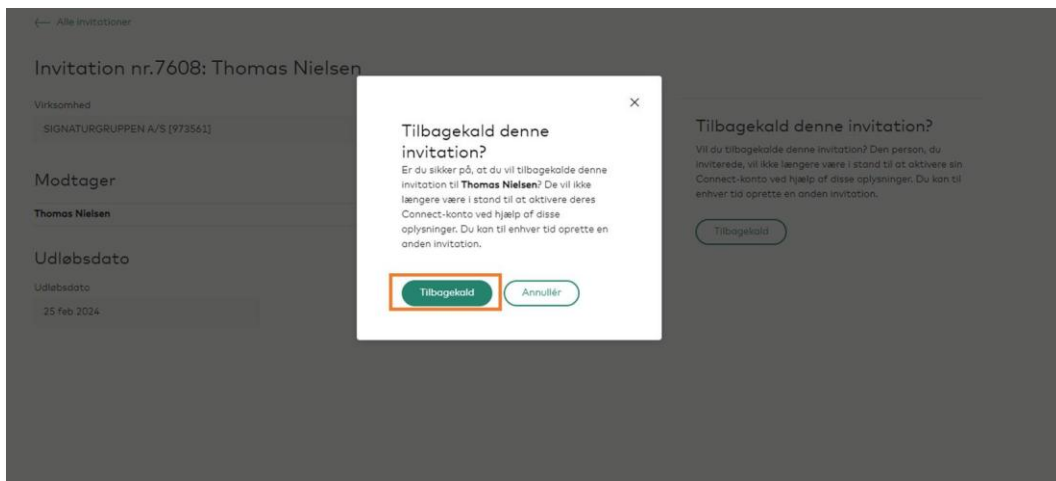 ← Alle invitationer
Invitation nr.7608: Thomas Nielsen
Virksomhed
SIGNATURGRUPPEN A/S [973561]
Modtager
Thomas Nielsen
Udløbsdato
Udløbsdato
25 feb 2024
×
Tilbagekald denne
invitation?
Er du sikker på, at du vil tilbagekalde denne
invitation til Thomas Nielsen? De vil ikke
længere være i stand til at aktivere deres
Connect-konto ved hjælp af disse
oplysninger. Du kan til enhver tid oprette en
anden invitation.
Tilbagekald
Annullér
Tilbagekald denne invitation?
Vil du tilbagekalde denne invitation? Den person, du
inviterede, vil ikke længere være i stand til at aktivere sin
Connect-konto ved hjælp af disse oplysninger. Du kan til
enhver tid oprette en anden invitation.
Tilbagekald